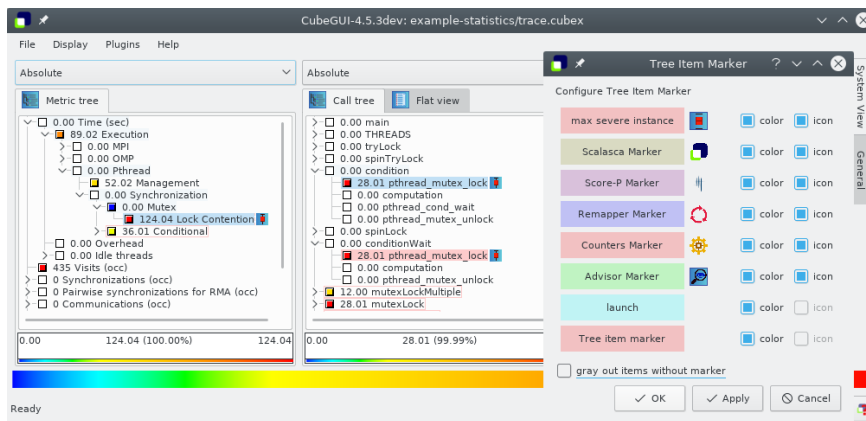 CubeGUI-4.5.3dev: example-statistics/trace.cubex
File Display Plugins Help
Absolute
Absolute
Metric tree
Call tree
Flat view
0.00 Time (sec)
89.02 Execution
0.00 MPI
0.00 OMP
0.00 Pthread
52.02 Management
0.00 Synchronization
0.00 Mutex
124.04 Lock Contention
36.01 Conditional
0.00 Overhead
0.00 Idle threads
435 Visits (occ)
0 Synchronizations (occ)
0 Pairwise synchronizations for RMA (occ)
0 Communications (occ)
0.00 124.04 (100.00%) 124.04
0.00 main
0.00 THREADS
0.00 tryLock
0.00 spinTryLock
0.00 condition
28.01 pthread_mutex_lock
0.00 computation
0.00 pthread_cond_wait
0.00 pthread_mutex_unlock
0.00 spinLock
0.00 conditionWait
28.01 pthread_mutex_lock
0.00 computation
0.00 pthread_mutex_unlock
12.00 mutexLockMultiple
28.01 mutexLock
0.00 28.01 (99.99%)
Ready
Tree Item Marker
Configure Tree Item Marker
max severe instance color icon
Scalasca Marker color icon
Score-P Marker color icon
Remapper Marker color icon
Counters Marker color icon
Advisor Marker color icon
launch color icon
Tree item marker color icon
gray out items without marker
OK Apply Cancel
System View
General